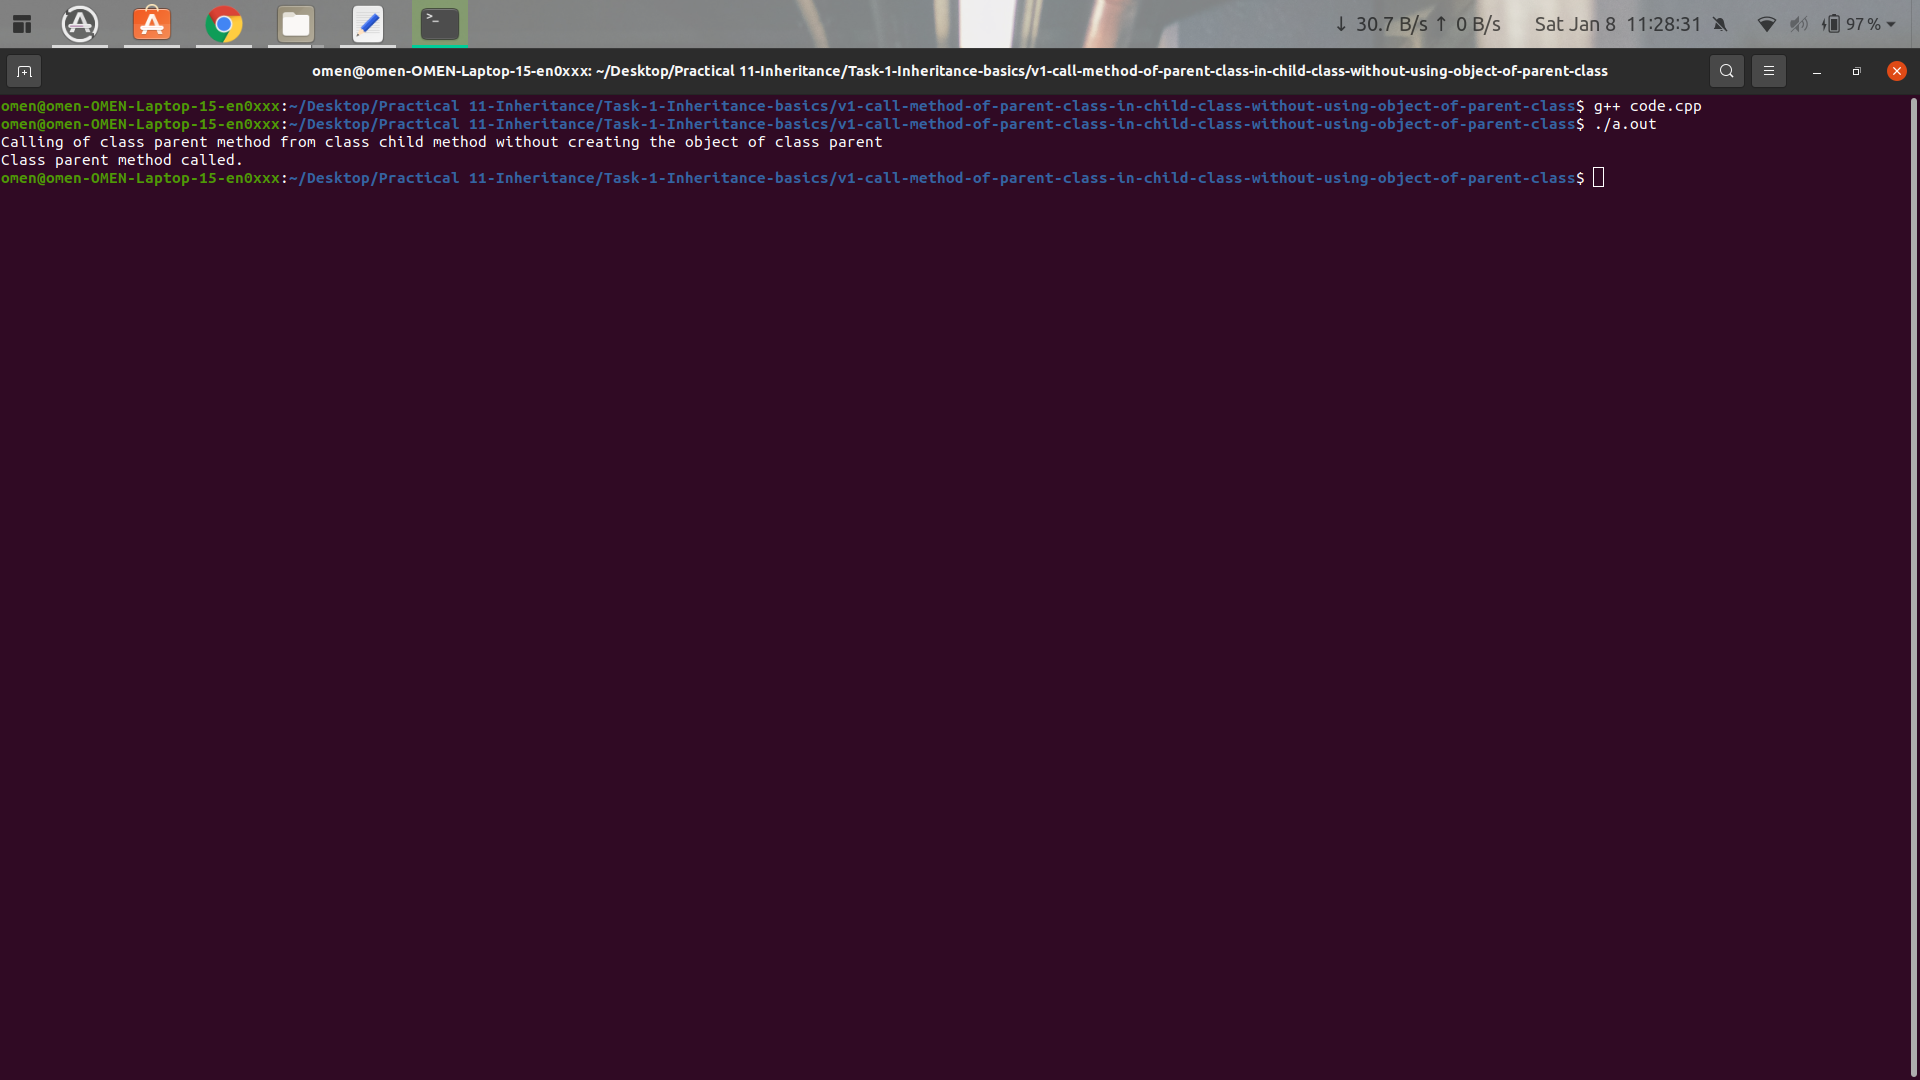 ↓ 30.7 B/s ↑ 0 B/s Sat Jan 8 11:28:31 97 %
omen@omen-OMEN-Laptop-15-en0xxx: ~/Desktop/Practical 11-Inheritance/Task-1-Inheritance-basics/v1-call-method-of-parent-class-in-child-class-without-using-object-of-parent-class
omen@omen-OMEN-Laptop-15-en0xxx:~/Desktop/Practical 11-Inheritance/Task-1-Inheritance-basics/v1-call-method-of-parent-class-in-child-class-without-using-object-of-parent-class$ g++ code.cpp
omen@omen-OMEN-Laptop-15-en0xxx:~/Desktop/Practical 11-Inheritance/Task-1-Inheritance-basics/v1-call-method-of-parent-class-in-child-class-without-using-object-of-parent-class$ ./a.out
Calling of class parent method from class child method without creating the object of class parent
Class parent method called.
omen@omen-OMEN-Laptop-15-en0xxx:~/Desktop/Practical 11-Inheritance/Task-1-Inheritance-basics/v1-call-method-of-parent-class-in-child-class-without-using-object-of-parent-class$